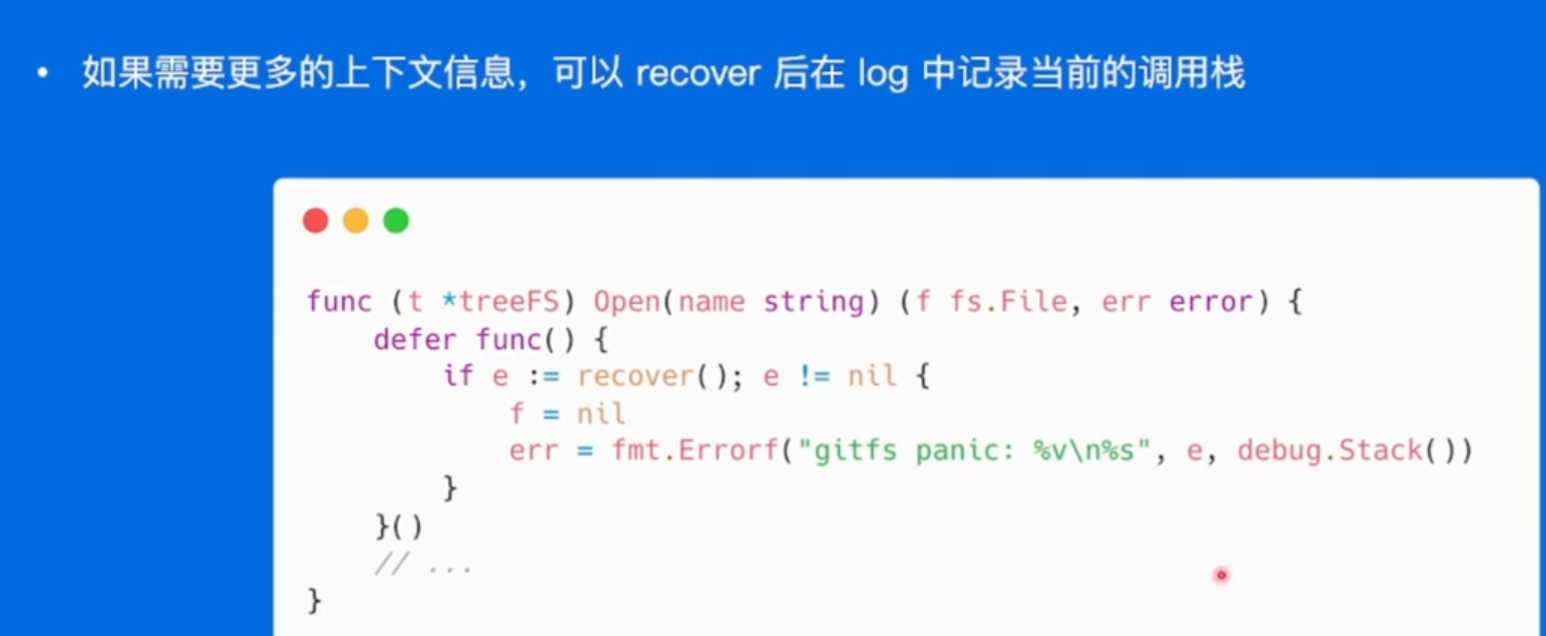 • 如果需要更多的上下文信息，可以 recover 后在 log 中记录当前的调用栈
func (t *treeFS) Open(name string) (f fs.File, err error) {
    defer func() {
        if e := recover(); e != nil {
            f = nil
            err = fmt.Errorf("gitfs panic: %v\n%s", e, debug.Stack())
        }
    }()
    // ...
}